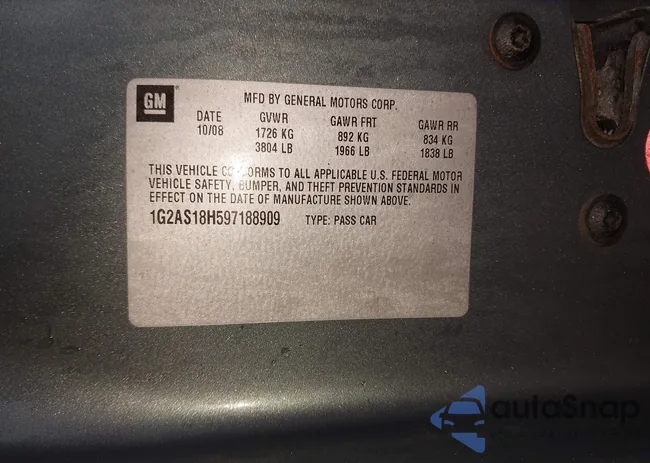 GM
MFD BY GENERAL MOTORS CORP.
DATE GVWR GAWR FRT GAWR RR
10/08 1726 KG 892 KG 834 KG
3804 LB 1966 LB 1838 LB
THIS VEHICLE CONFORMS TO ALL APPLICABLE U.S. FEDERAL MOTOR
VEHICLE SAFETY, BUMPER, AND THEFT PREVENTION STANDARDS IN
EFFECT ON THE DATE OF MANUFACTURE SHOWN ABOVE.
1G2AS18H597188909 TYPE: PASS CAR
autoSnap